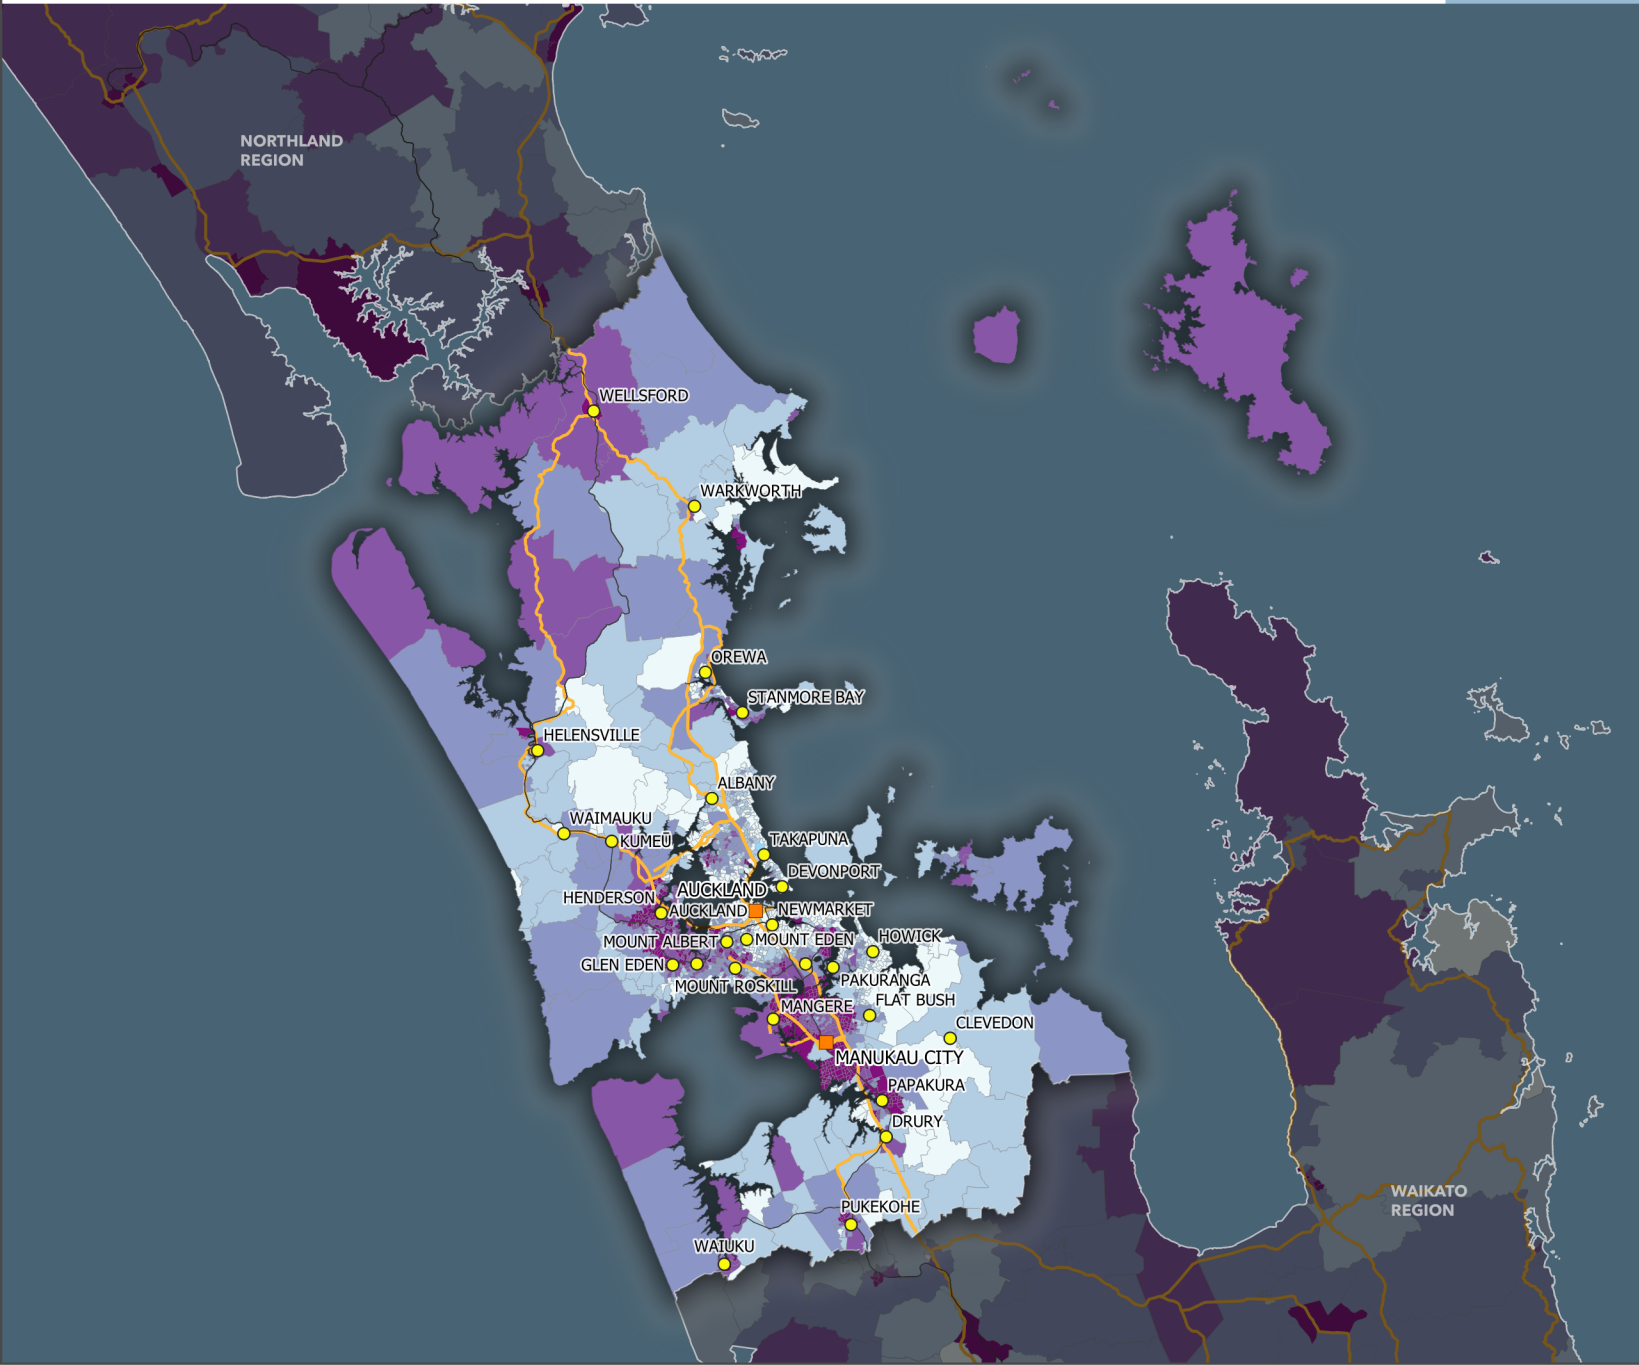 NORTHLAND
REGION
WELLSFORD
WARKWORTH
OREWA
STANMORE BAY
HELENSVILLE
ALBANY
WAIMAUKU
KUMEŪ
TAKAPUNA
DEVONPORT
HENDERSON
AUCKLAND
AUCKLAND
NEWMARKET
MOUNT ALBERT
MOUNT EDEN
HOWICK
GLEN EDEN
MOUNT ROSKILL
PAKURANGA
FLAT BUSH
MANGERE
CLEVEDON
MANUKAU CITY
PAPAKURA
DRURY
WAIKATO
REGION
PUKEKOHE
WAIUKU